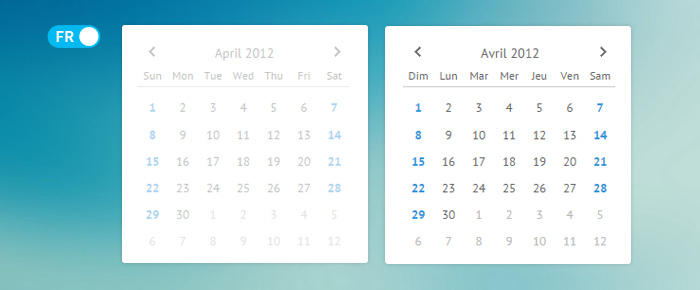 FR
April 2012
Sun Mon Tue Wed Thu Fri Sat
1 2 3 4 5 6 7
8 9 10 11 12 13 14
15 16 17 18 19 20 21
22 23 24 25 26 27 28
29 30 1 2 3 4 5
6 7 8 9 10 11 12
Avril 2012
Dim Lun Mar Mer Jeu Ven Sam
1 2 3 4 5 6 7
8 9 10 11 12 13 14
15 16 17 18 19 20 21
22 23 24 25 26 27 28
29 30 1 2 3 4 5
6 7 8 9 10 11 12